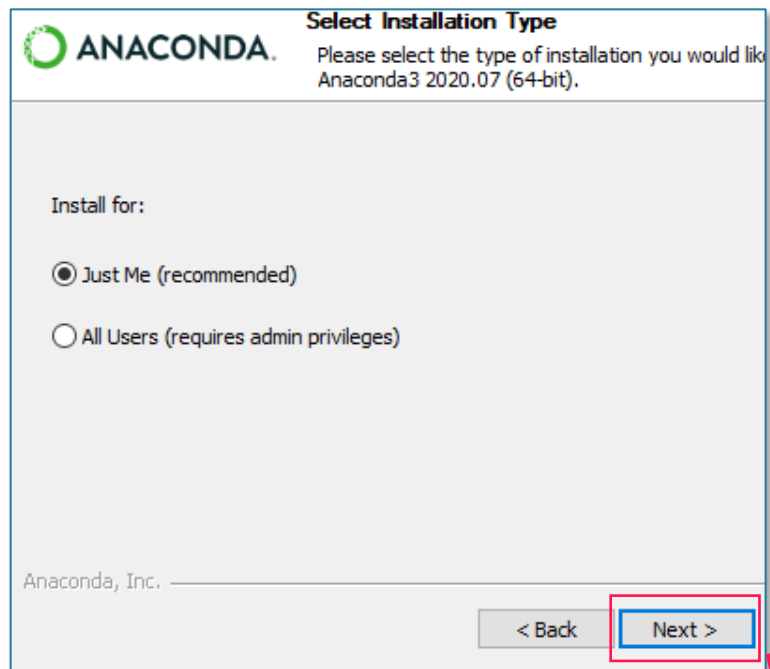 Select Installation Type
ANACONDA.
Please select the type of installation you would
Anaconda3 2020.07 (64-bit).
Install for:
Just Me (recommended)
All Users (requires admin privileges)
Anaconda, Inc.
< Back
Next >